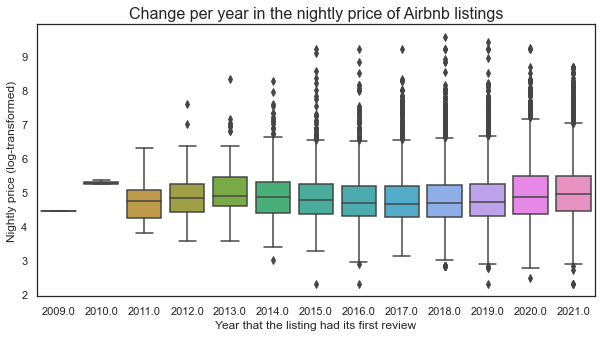 Change per year in the nightly price of Airbnb listings
Nightly price (log-transformed)
9
8
7
6
5
4
3
2
2009.0 2010.0 2011.0 2012.0 2013.0 2014.0 2015.0 2016.0 2017.0 2018.0 2019.0 2020.0 2021.0
Year that the listing had its first review